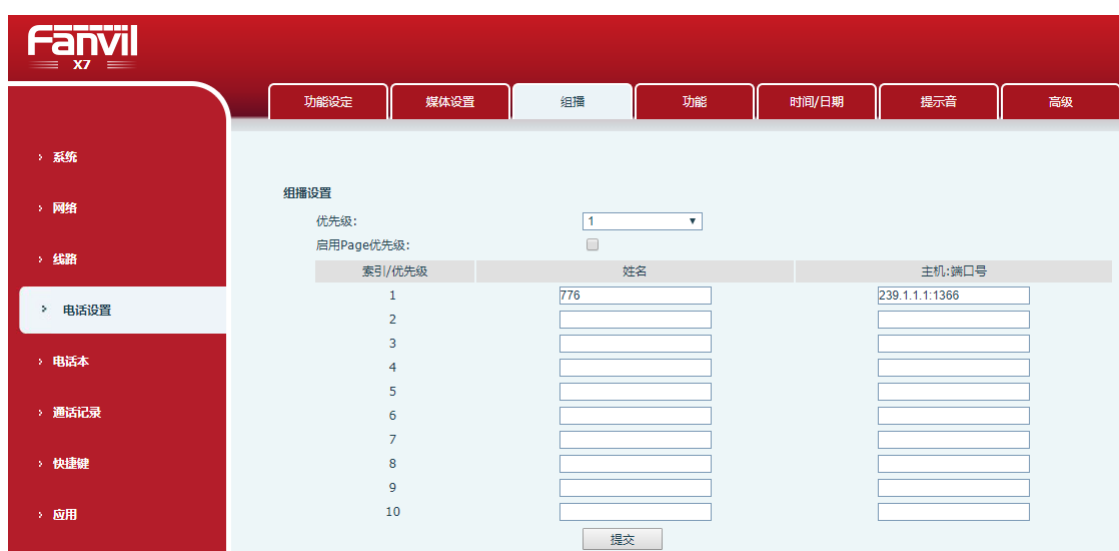 Fanvil
X7
功能设定 媒体设置 组播 功能 时间/日期 提示音 高级
系统
网络
线路
电话设置
电话本
通话记录
快捷键
应用
组播设置
优先级: 1
启用Page优先级:
索引/优先级 姓名 主机:端口号
1 776 239.1.1.1:1366
2
3
4
5
6
7
8
9
10
提交